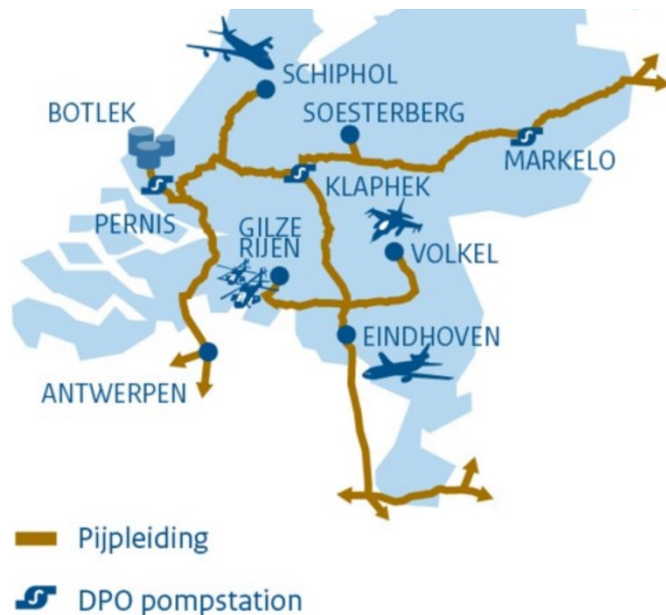 SCHIPHOL
BOTLEK
SOESTERBERG
MARKELO
KLAPHEK
PERNIS
GILZE
RIJEN
VOLKEL
EINDHOVEN
ANTWERPEN
Pijpleiding
DPO pompstation